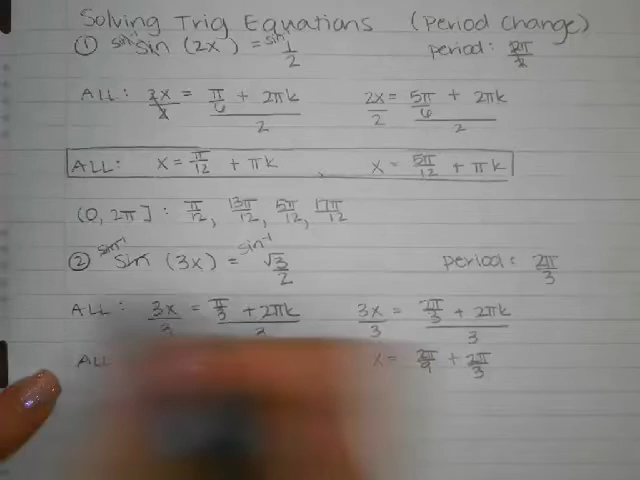 Solving Trig Equations (Period Change)
① sin⁻¹ sin (2x) = sin⁻¹ 1/2 period: 2π/2
ALL: 2x/2 = π/6 + 2πk / 2 2x/2 = 5π/6 + 2πk / 2
ALL: x = π/12 + πk , x = 5π/12 + πk
(0, 2π]: π/12, 13π/12, 5π/12, 17π/12
② sin⁻¹ sin (3x) = sin⁻¹ √3/2 period: 2π/3
ALL: 3x/3 = π/3 + 2πk 3x/3 = 2π/3 + 2πk / 3
ALL x = 2π/9 + 2π/3